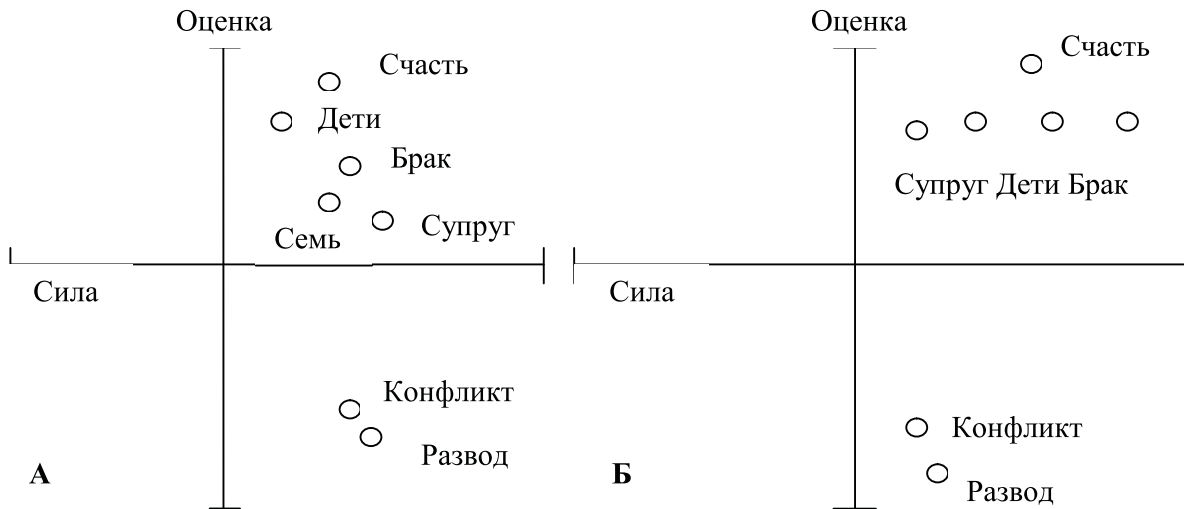 Оценка
Счасть
Дети
Брак
Супруг
Семь
Сила
Конфликт
Развод
А
Оценка
Счасть
Супруг Дети Брак
Сила
Конфликт
Развод
Б